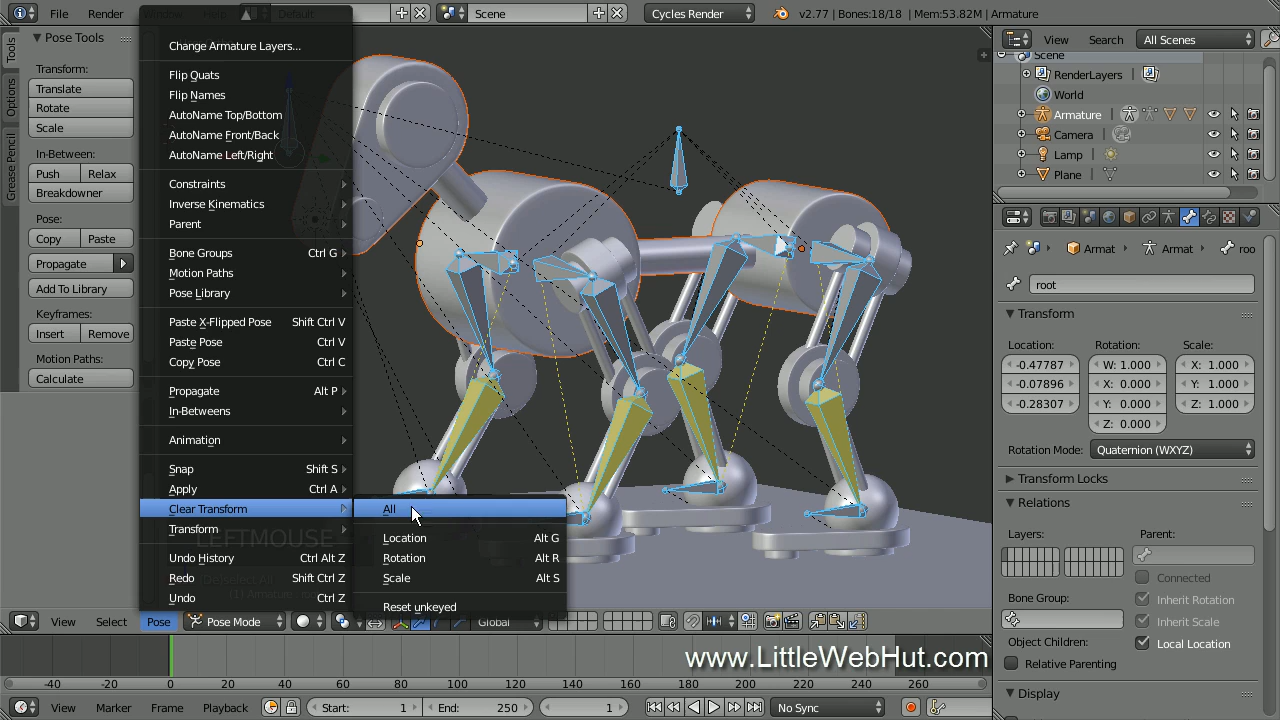 File Render Window Help Default Scene Cycles Render v2.77 | Bones:18/18 | Mem:53.82M | Armature
Tools
Options
Grease Pencil
Pose Tools
Transform:
Translate
Rotate
Scale
In-Between:
Push Relax
Breakdowner
Pose:
Copy Paste
Propagate
Add To Library
Keyframes:
Insert Remove
Motion Paths:
Calculate
Change Armature Layers...
Flip Quats
Flip Names
AutoName Top/Bottom
AutoName Front/Back
AutoName Left/Right
Constraints
Inverse Kinematics
Parent
Bone Groups Ctrl G
Motion Paths
Pose Library
Paste X-Flipped Pose Shift Ctrl V
Paste Pose Ctrl V
Copy Pose Ctrl C
Propagate Alt P
In-Betweens
Animation
Snap Shift S
Apply Ctrl A
Clear Transform
Transform
LEFTMOUSE
Undo History Ctrl Alt Z
Redo Shift Ctrl Z
Undo Ctrl Z
All
Location Alt G
Rotation Alt R
Scale Alt S
Reset unkeyed
View Select Pose Pose Mode Global
www.LittleWebHut.com
-40 -20 0 20 40 60 80 100 120 140 160 180 200 220 240 260
View Marker Frame Playback Start: 1 End: 250 1 No Sync
View Search All Scenes
Scene
RenderLayers
World
Armature
Camera
Lamp
Plane
Armat Armat roo
root
Transform
Location: Rotation: Scale:
-0.47787 W: 1.000 X: 1.000
-0.07896 X: 0.000 Y: 1.000
-0.28307 Y: 0.000 Z: 1.000
Z: 0.000
Rotation Mode: Quaternion (WXYZ)
Transform Locks
Relations
Layers: Parent:
Connected
Bone Group: Inherit Rotation
Inherit Scale
Object Children: Local Location
Relative Parenting
Display